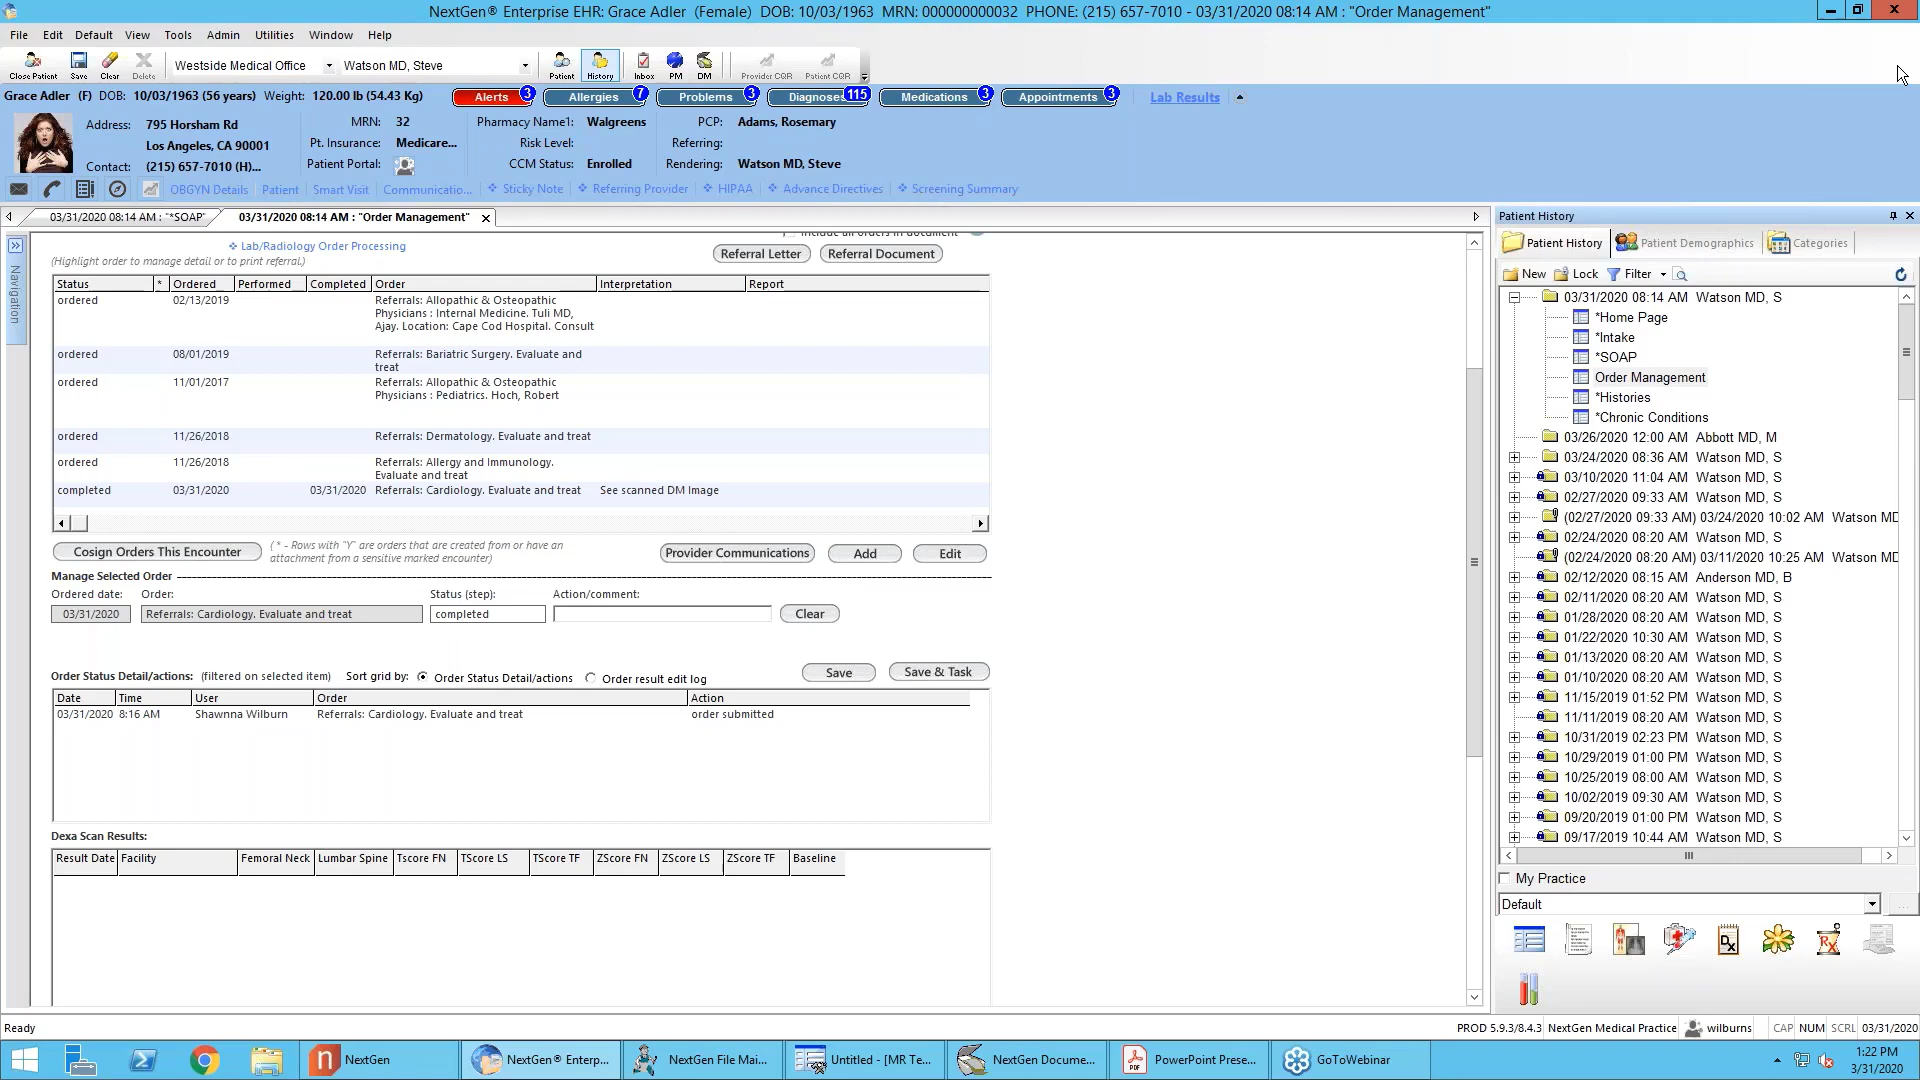 NextGen® Enterprise EHR: Grace Adler (Female) DOB: 10/03/1963 MRN: 000000000032 PHONE: (215) 657-7010 - 03/31/2020 08:14 AM : "Order Management"
File Edit Default View Tools Admin Utilities Window Help
Westside Medical Office Watson MD, Steve
Close Patient Save Clear Delete Patient History Inbox PM DM Provider CQR Patient CQR
Grace Adler (F) DOB: 10/03/1963 (56 years) Weight: 120.00 lb (54.43 Kg) Alerts 3 Allergies 7 Problems 3 Diagnoses 115 Medications 3 Appointments 3 Lab Results
Address: 795 Horsham Rd MRN: 32 Pharmacy Name1: Walgreens PCP: Adams, Rosemary
Los Angeles, CA 90001 Pt. Insurance: Medicare... Risk Level: Referring:
Contact: (215) 657-7010 (H)... Patient Portal: CCM Status: Enrolled Rendering: Watson MD, Steve
OBGYN Details Patient Smart Visit Communicatio... Sticky Note Referring Provider HIPAA Advance Directives Screening Summary
03/31/2020 08:14 AM : "*SOAP" 03/31/2020 08:14 AM : "Order Management"
Navigation
Include all orders in document
Lab/Radiology Order Processing
(Highlight order to manage detail or to print referral.) Referral Letter Referral Document
Status * Ordered Performed Completed Order Interpretation Report
ordered 02/13/2019 Referrals: Allopathic & Osteopathic
Physicians : Internal Medicine. Tuli MD,
Ajay. Location: Cape Cod Hospital. Consult
ordered 08/01/2019 Referrals: Bariatric Surgery. Evaluate and
treat
ordered 11/01/2017 Referrals: Allopathic & Osteopathic
Physicians : Pediatrics. Hoch, Robert
ordered 11/26/2018 Referrals: Dermatology. Evaluate and treat
ordered 11/26/2018 Referrals: Allergy and Immunology.
Evaluate and treat
completed 03/31/2020 03/31/2020 Referrals: Cardiology. Evaluate and treat See scanned DM Image
Cosign Orders This Encounter ( * - Rows with "Y" are orders that are created from or have an
attachment from a sensitive marked encounter) Provider Communications Add Edit
Manage Selected Order
Ordered date: Order: Status (step): Action/comment:
03/31/2020 Referrals: Cardiology. Evaluate and treat completed Clear
Order Status Detail/actions: (filtered on selected item) Sort grid by: Order Status Detail/actions Order result edit log Save Save & Task
Date Time User Order Action
03/31/2020 8:16 AM Shawnna Wilburn Referrals: Cardiology. Evaluate and treat order submitted
Dexa Scan Results:
Result Date Facility Femoral Neck Lumbar Spine Tscore FN TScore LS TScore TF ZScore FN ZScore LS ZScore TF Baseline
Patient History
Patient History Patient Demographics Categories
New Lock Filter
03/31/2020 08:14 AM Watson MD, S
*Home Page
*Intake
*SOAP
Order Management
*Histories
*Chronic Conditions
03/26/2020 12:00 AM Abbott MD, M
03/24/2020 08:36 AM Watson MD, S
03/10/2020 11:04 AM Watson MD, S
02/27/2020 09:33 AM Watson MD, S
(02/27/2020 09:33 AM) 03/24/2020 10:02 AM Watson MD
02/24/2020 08:20 AM Watson MD, S
(02/24/2020 08:20 AM) 03/11/2020 10:25 AM Watson MD
02/12/2020 08:15 AM Anderson MD, B
02/11/2020 08:20 AM Watson MD, S
01/28/2020 08:20 AM Watson MD, S
01/22/2020 10:30 AM Watson MD, S
01/13/2020 08:20 AM Watson MD, S
01/10/2020 08:20 AM Watson MD, S
11/15/2019 01:52 PM Watson MD, S
11/11/2019 08:20 AM Watson MD, S
10/31/2019 02:23 PM Watson MD, S
10/29/2019 01:00 PM Watson MD, S
10/25/2019 08:00 AM Watson MD, S
10/02/2019 09:30 AM Watson MD, S
09/20/2019 01:00 PM Watson MD, S
09/17/2019 10:44 AM Watson MD, S
My Practice
Default
Dx Rx
Ready PROD 5.9.3/8.4.3 NextGen Medical Practice wilburns CAP NUM SCRL 03/31/2020
n NextGen NextGen® Enterp... NextGen File Mai... Untitled - [MR Te... NextGen Docume... PDF PowerPoint Prese... GoToWebinar 1:22 PM
3/31/2020